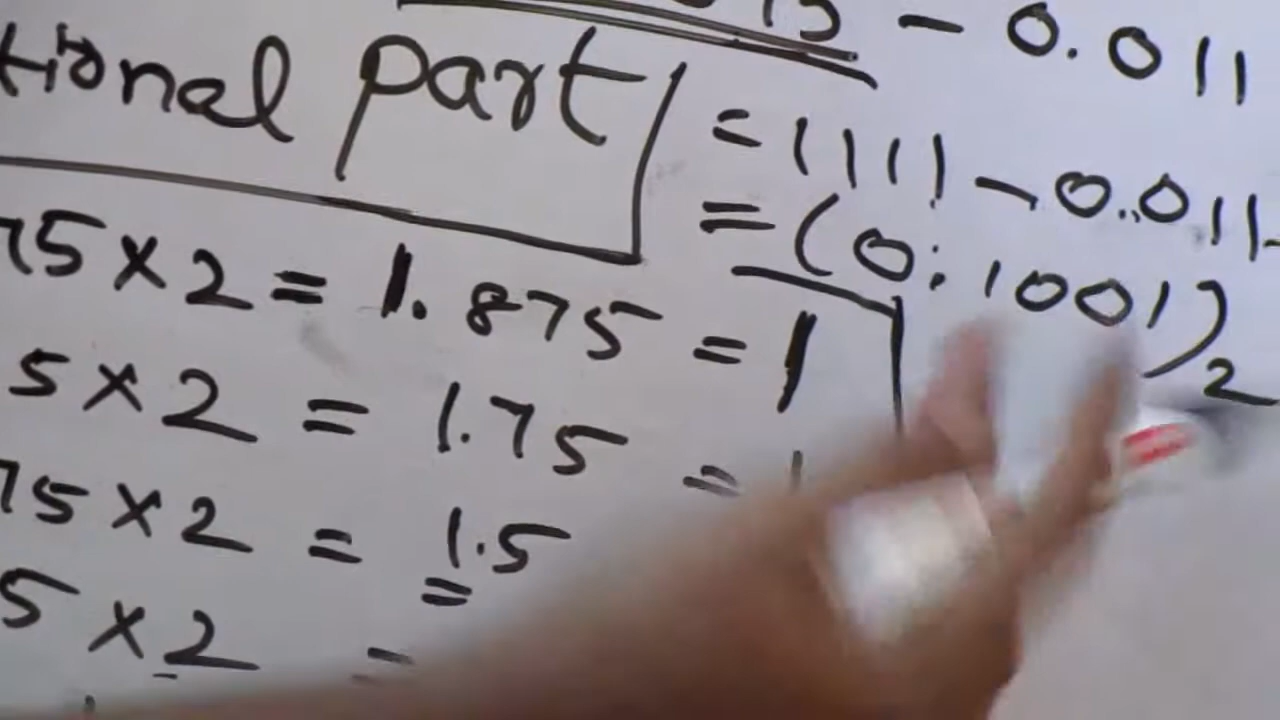 - 0.011
tional part
= 1111 - 0.011
= (0.1001)2
75 × 2 = 1.875 = 1
5 × 2 = 1.75 =
75 × 2 = 1.5
5 × 2 =